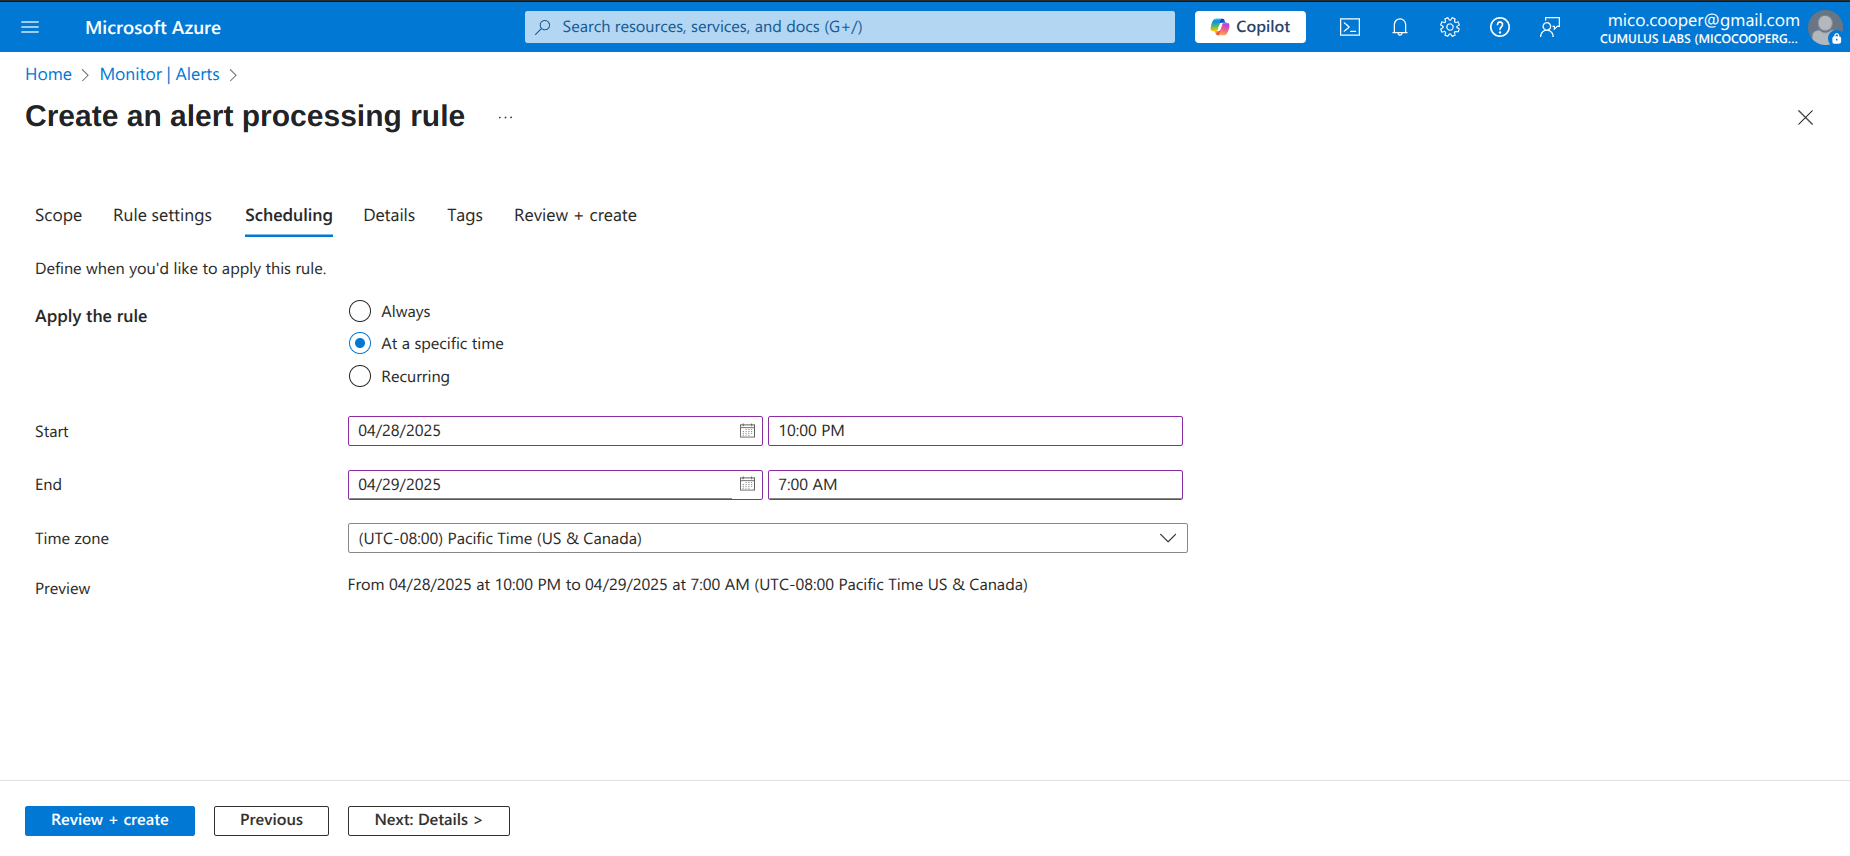 Microsoft Azure
Search resources, services, and docs (G+/)
Copilot
mico.cooper@gmail.com
CUMULUS LABS (MICOCOOPERG...
Home > Monitor | Alerts >
Create an alert processing rule ...
Scope Rule settings Scheduling Details Tags Review + create
Define when you'd like to apply this rule.
Apply the rule
Always
At a specific time
Recurring
Start 04/28/2025 10:00 PM
End 04/29/2025 7:00 AM
Time zone (UTC-08:00) Pacific Time (US & Canada)
Preview From 04/28/2025 at 10:00 PM to 04/29/2025 at 7:00 AM (UTC-08:00 Pacific Time US & Canada)
Review + create Previous Next: Details >